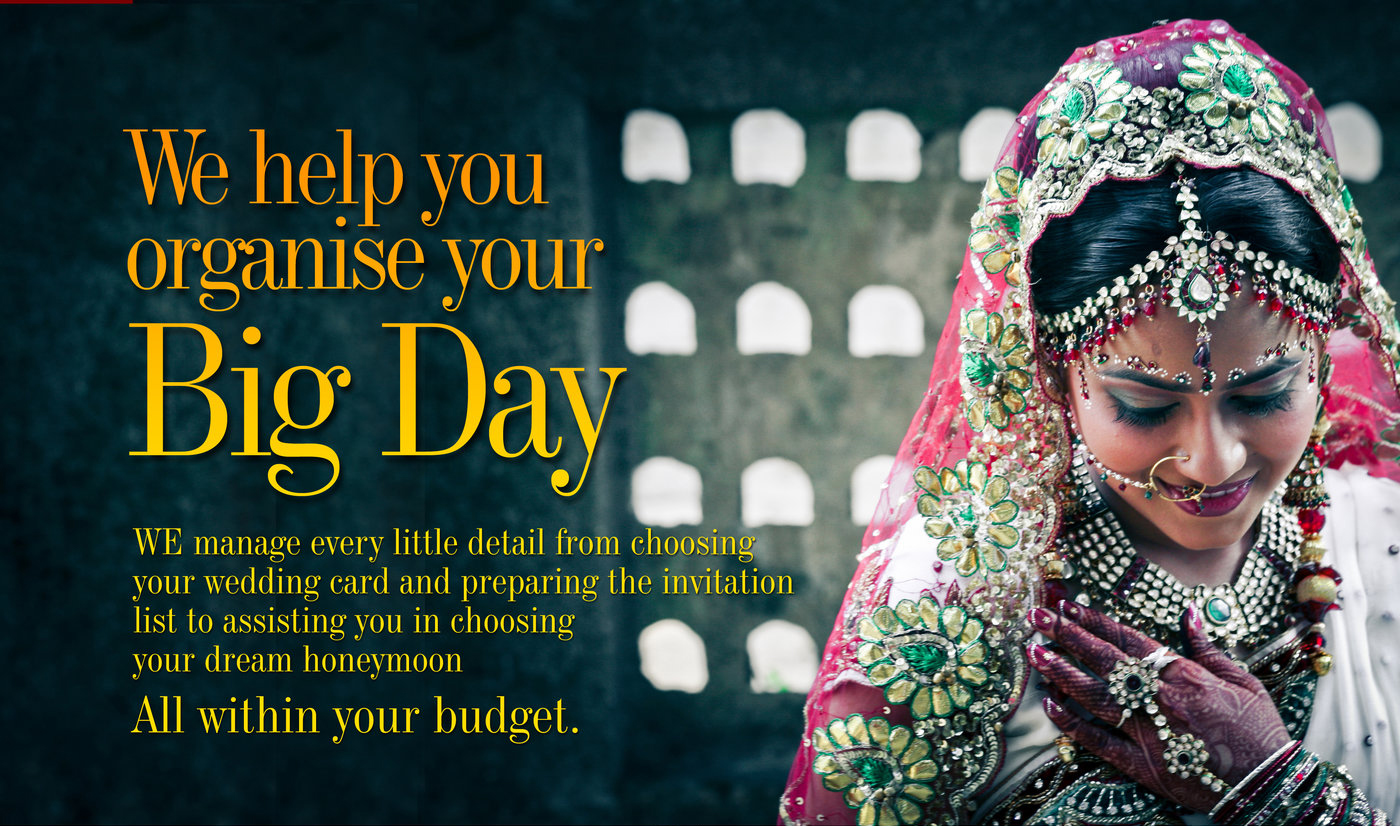 We help you
organise your
Big Day
WE manage every little detail from choosing
your wedding card and preparing the invitation
list to assisting you in choosing
your dream honeymoon
All within your budget.